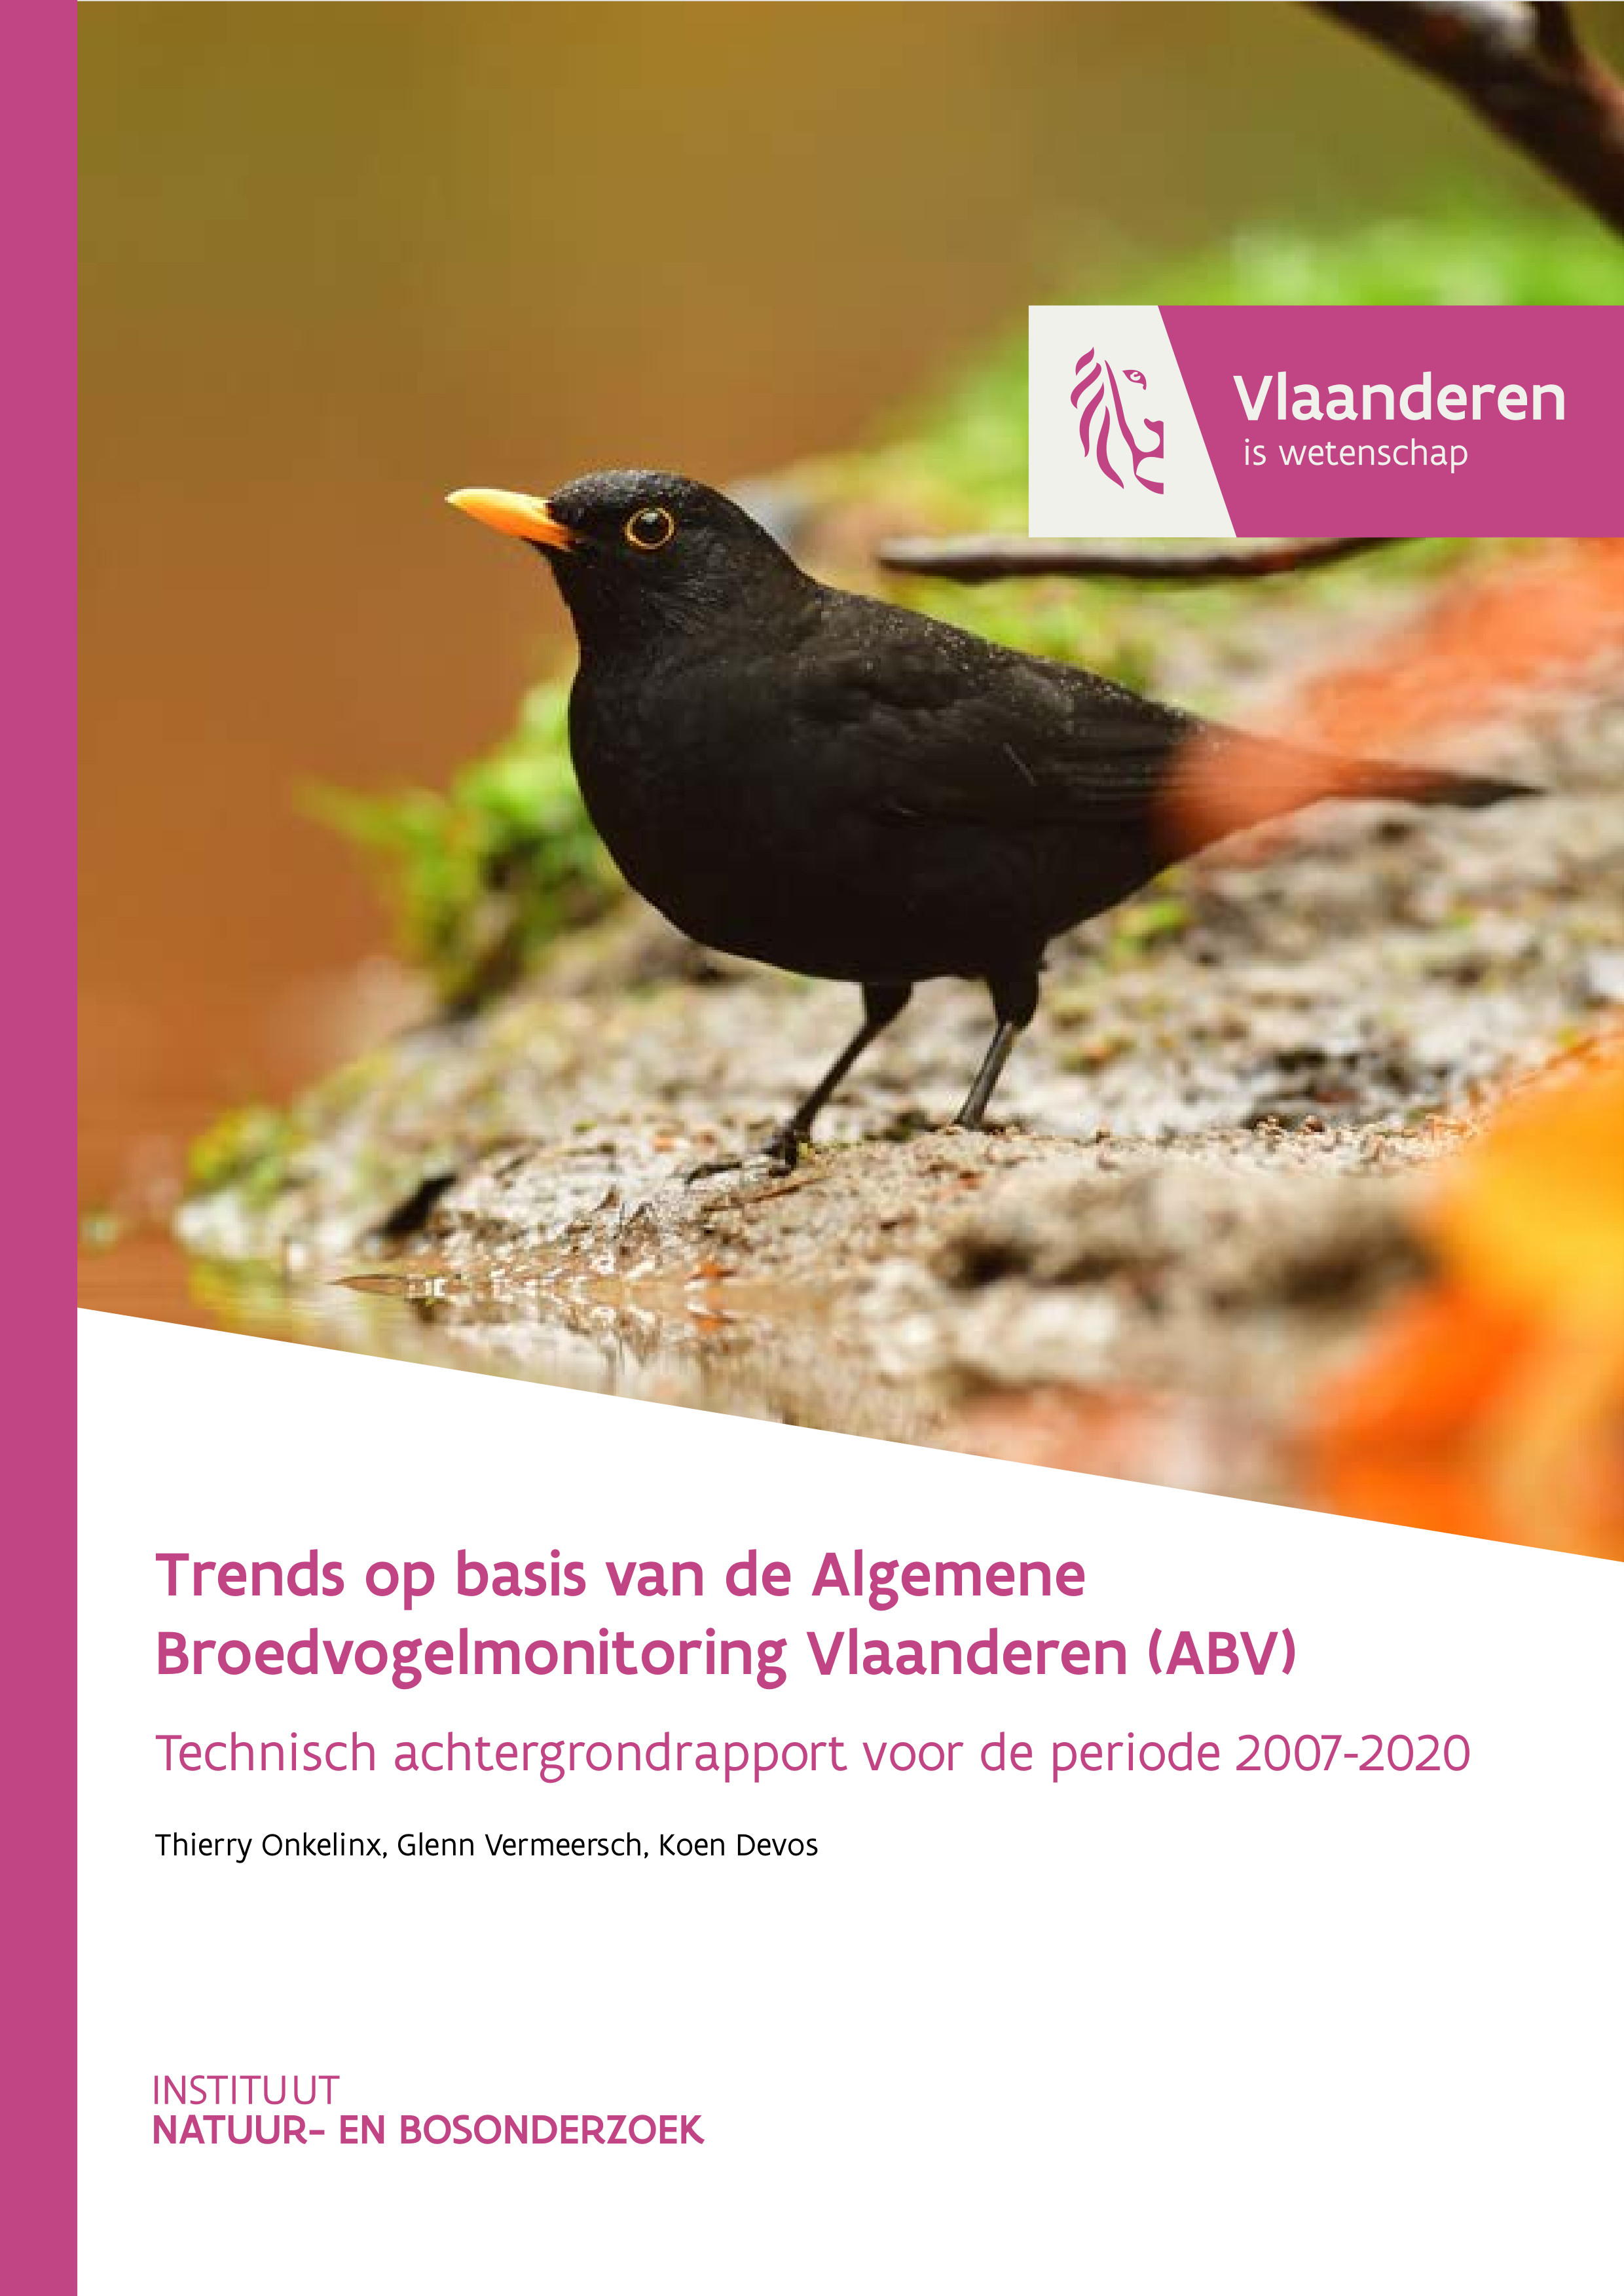 Vlaanderen
is wetenschap
Trends op basis van de Algemene
Broedvogelmonitoring Vlaanderen (ABV)
Technisch achtergrondrapport voor de periode 2007-2020
Thierry Onkelinx, Glenn Vermeersch, Koen Devos
INSTITUUT
NATUUR- EN BOSONDERZOEK